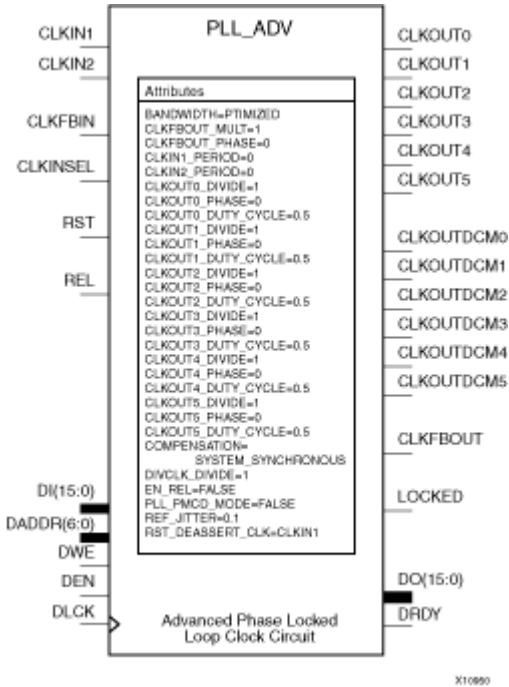 PLL_ADV
CLKIN1
CLKIN2
CLKFBIN
CLKINSEL
RST
REL
DI(15:0)
DADDR(6:0)
DWE
DEN
DLCK
Attributes
BANDWIDTH=PTIMIZED
CLKFBOUT_MULT=1
CLKFBOUT_PHASE=0
CLKIN1_PERIOD=0
CLKIN2_PERIOD=0
CLKOUT0_DIVIDE=1
CLKOUT0_PHASE=0
CLKOUT0_DUTY_CYCLE=0.5
CLKOUT1_DIVIDE=1
CLKOUT1_PHASE=0
CLKOUT1_DUTY_CYCLE=0.5
CLKOUT2_DIVIDE=1
CLKOUT2_PHASE=0
CLKOUT2_DUTY_CYCLE=0.5
CLKOUT3_DIVIDE=1
CLKOUT3_PHASE=0
CLKOUT3_DUTY_CYCLE=0.5
CLKOUT4_DIVIDE=1
CLKOUT4_PHASE=0
CLKOUT4_DUTY_CYCLE=0.5
CLKOUT5_DIVIDE=1
CLKOUT5_PHASE=0
CLKOUT5_DUTY_CYCLE=0.5
COMPENSATION=
SYSTEM_SYNCHRONOUS
DIVCLK_DIVIDE=1
EN_REL=FALSE
PLL_PMCD_MODE=FALSE
REF_JITTER=0.1
RST_DEASSERT_CLK=CLKIN1
Advanced Phase Locked
Loop Clock Circuit
CLKOUT0
CLKOUT1
CLKOUT2
CLKOUT3
CLKOUT4
CLKOUT5
CLKOUTDCM0
CLKOUTDCM1
CLKOUTDCM2
CLKOUTDCM3
CLKOUTDCM4
CLKOUTDCM5
CLKFBOUT
LOCKED
DO(15:0)
DRDY
X10950